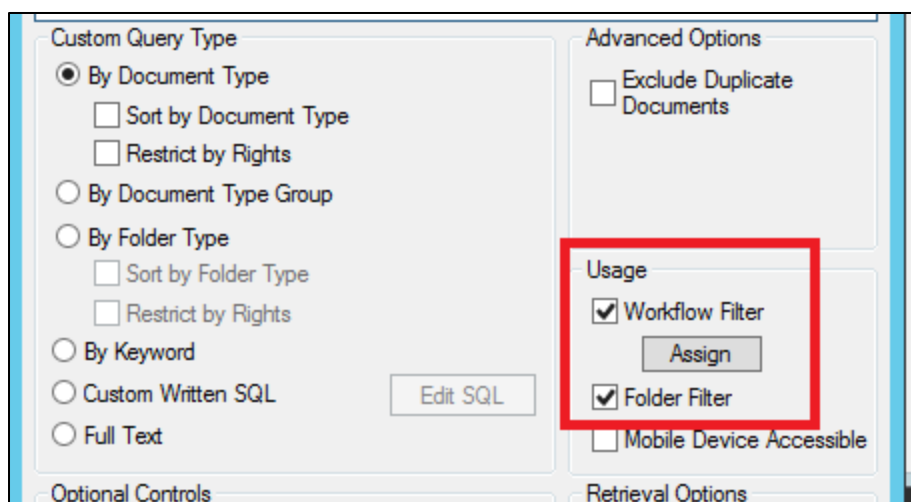 Custom Query Type
By Document Type
Sort by Document Type
Restrict by Rights
By Document Type Group
By Folder Type
Sort by Folder Type
Restrict by Rights
By Keyword
Custom Written SQL
Edit SQL
Full Text
Advanced Options
Exclude Duplicate
Documents
Usage
Workflow Filter
Assign
Folder Filter
Mobile Device Accessible
Optional Controls
Retrieval Options